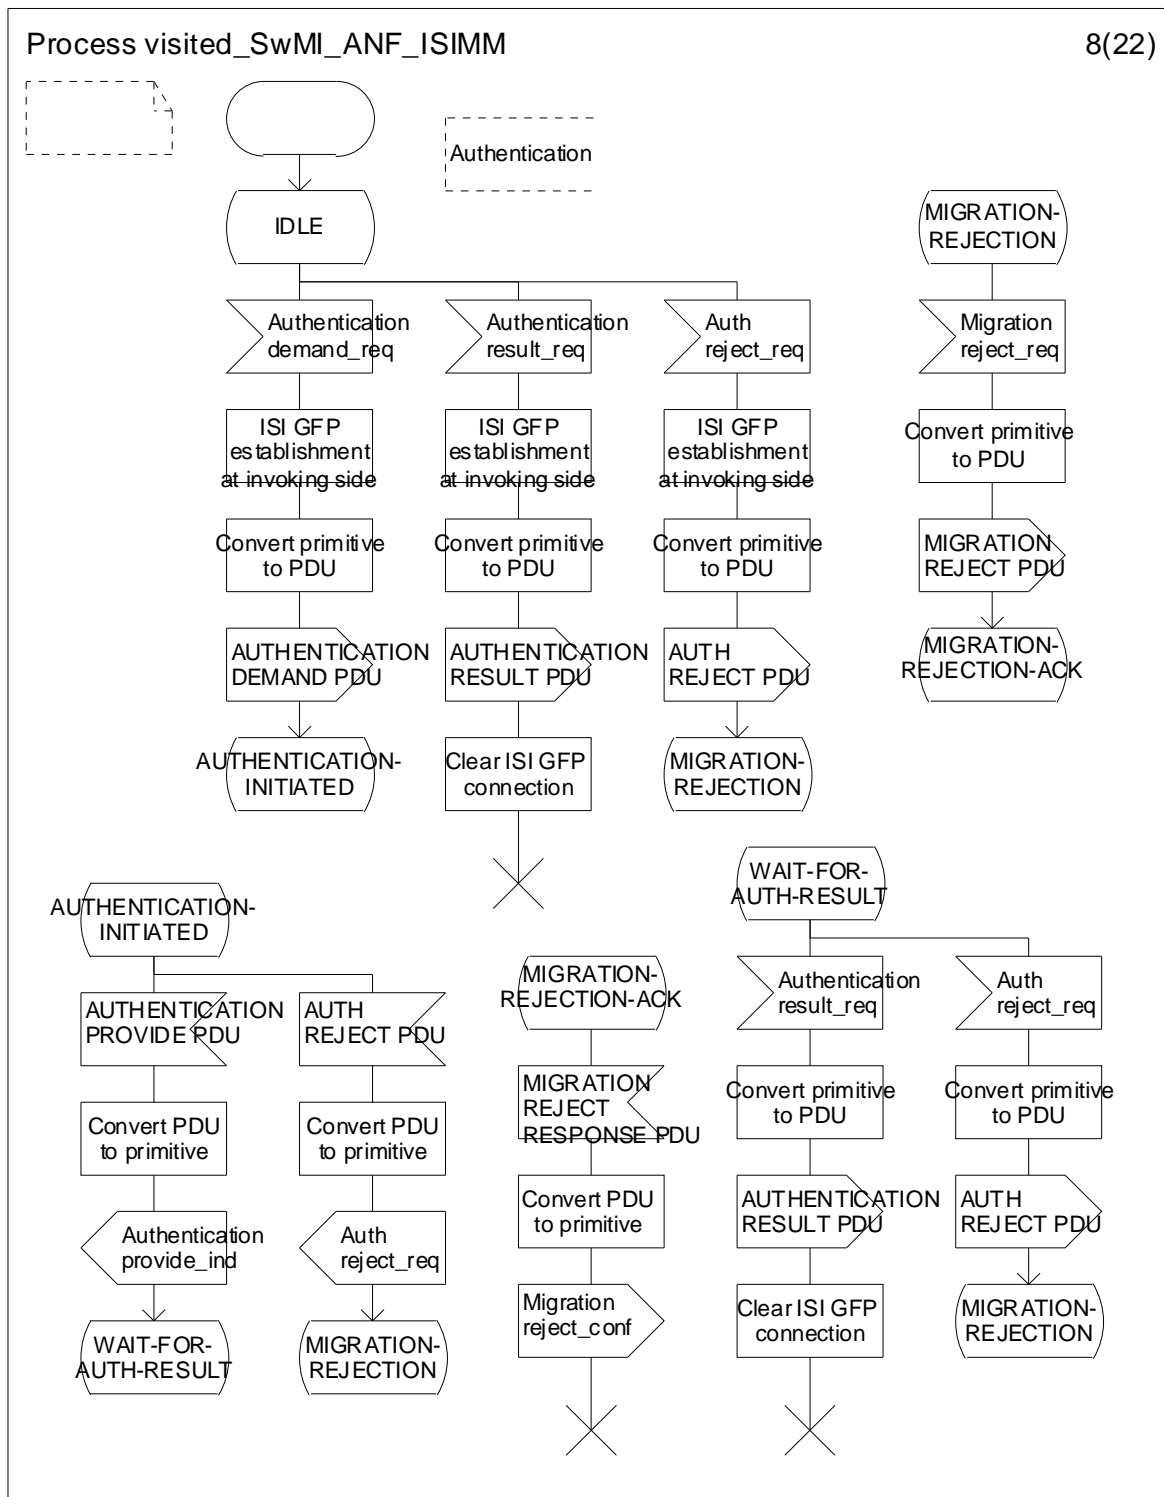 Process visited_SwMI_ANF_ISIMM
8(22)
Authentication
IDLE
MIGRATION-
REJECTION
Authentication
demand_req
Authentication
result_req
Auth
reject_req
Migration
reject_req
ISI GFP
establishment
at invoking side
ISI GFP
establishment
at invoking side
ISI GFP
establishment
at invoking side
Convert primitive
to PDU
Convert primitive
to PDU
Convert primitive
to PDU
Convert primitive
to PDU
MIGRATION
REJECT PDU
AUTHENTICATION
DEMAND PDU
AUTHENTICATION
RESULT PDU
AUTH
REJECT PDU
MIGRATION-
REJECTION-ACK
AUTHENTICATION-
INITIATED
Clear ISI GFP
connection
MIGRATION-
REJECTION
AUTHENTICATION-
INITIATED
WAIT-FOR-
AUTH-RESULT
AUTHENTICATION
PROVIDE PDU
AUTH
REJECT PDU
MIGRATION-
REJECTION-ACK
Authentication
result_req
Auth
reject_req
Convert PDU
to primitive
Convert PDU
to primitive
MIGRATION
REJECT
RESPONSE PDU
Convert primitive
to PDU
Convert primitive
to PDU
Authentication
provide_ind
Auth
reject_req
Convert PDU
to primitive
AUTHENTICATION
RESULT PDU
AUTH
REJECT PDU
WAIT-FOR-
AUTH-RESULT
MIGRATION-
REJECTION
Migration
reject_conf
Clear ISI GFP
connection
MIGRATION-
REJECTION